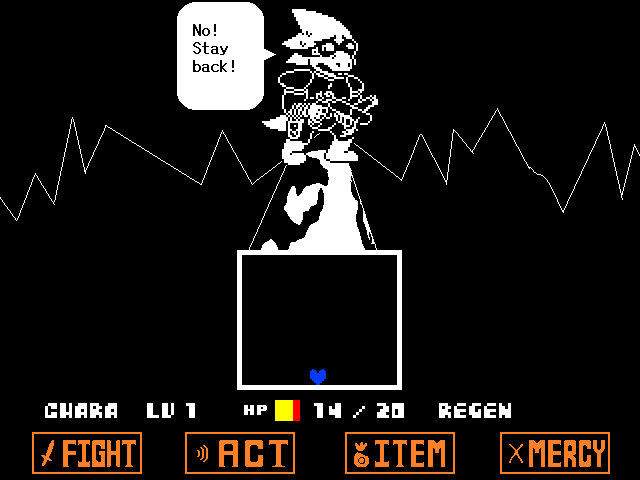 No!
Stay
back!
CHARA LV 1 HP 14 / 20 REGEN
FIGHT ACT ITEM MERCY